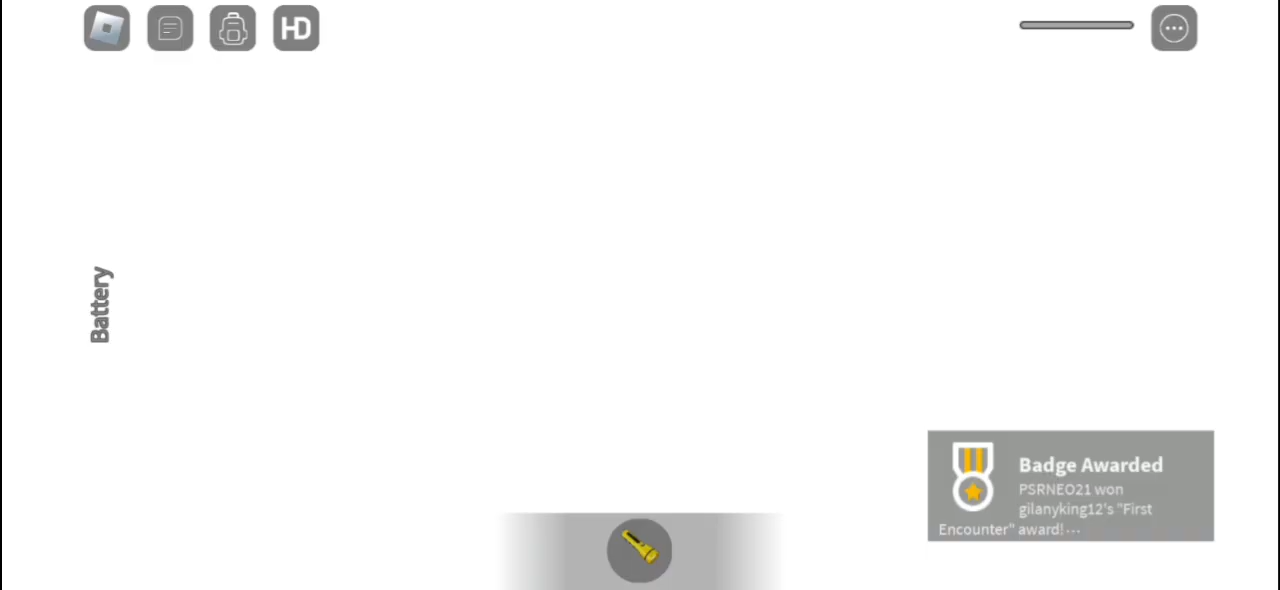 HD
Battery
Badge Awarded
PSRNEO21 won
gilanyking12's "First
Encounter" award!...